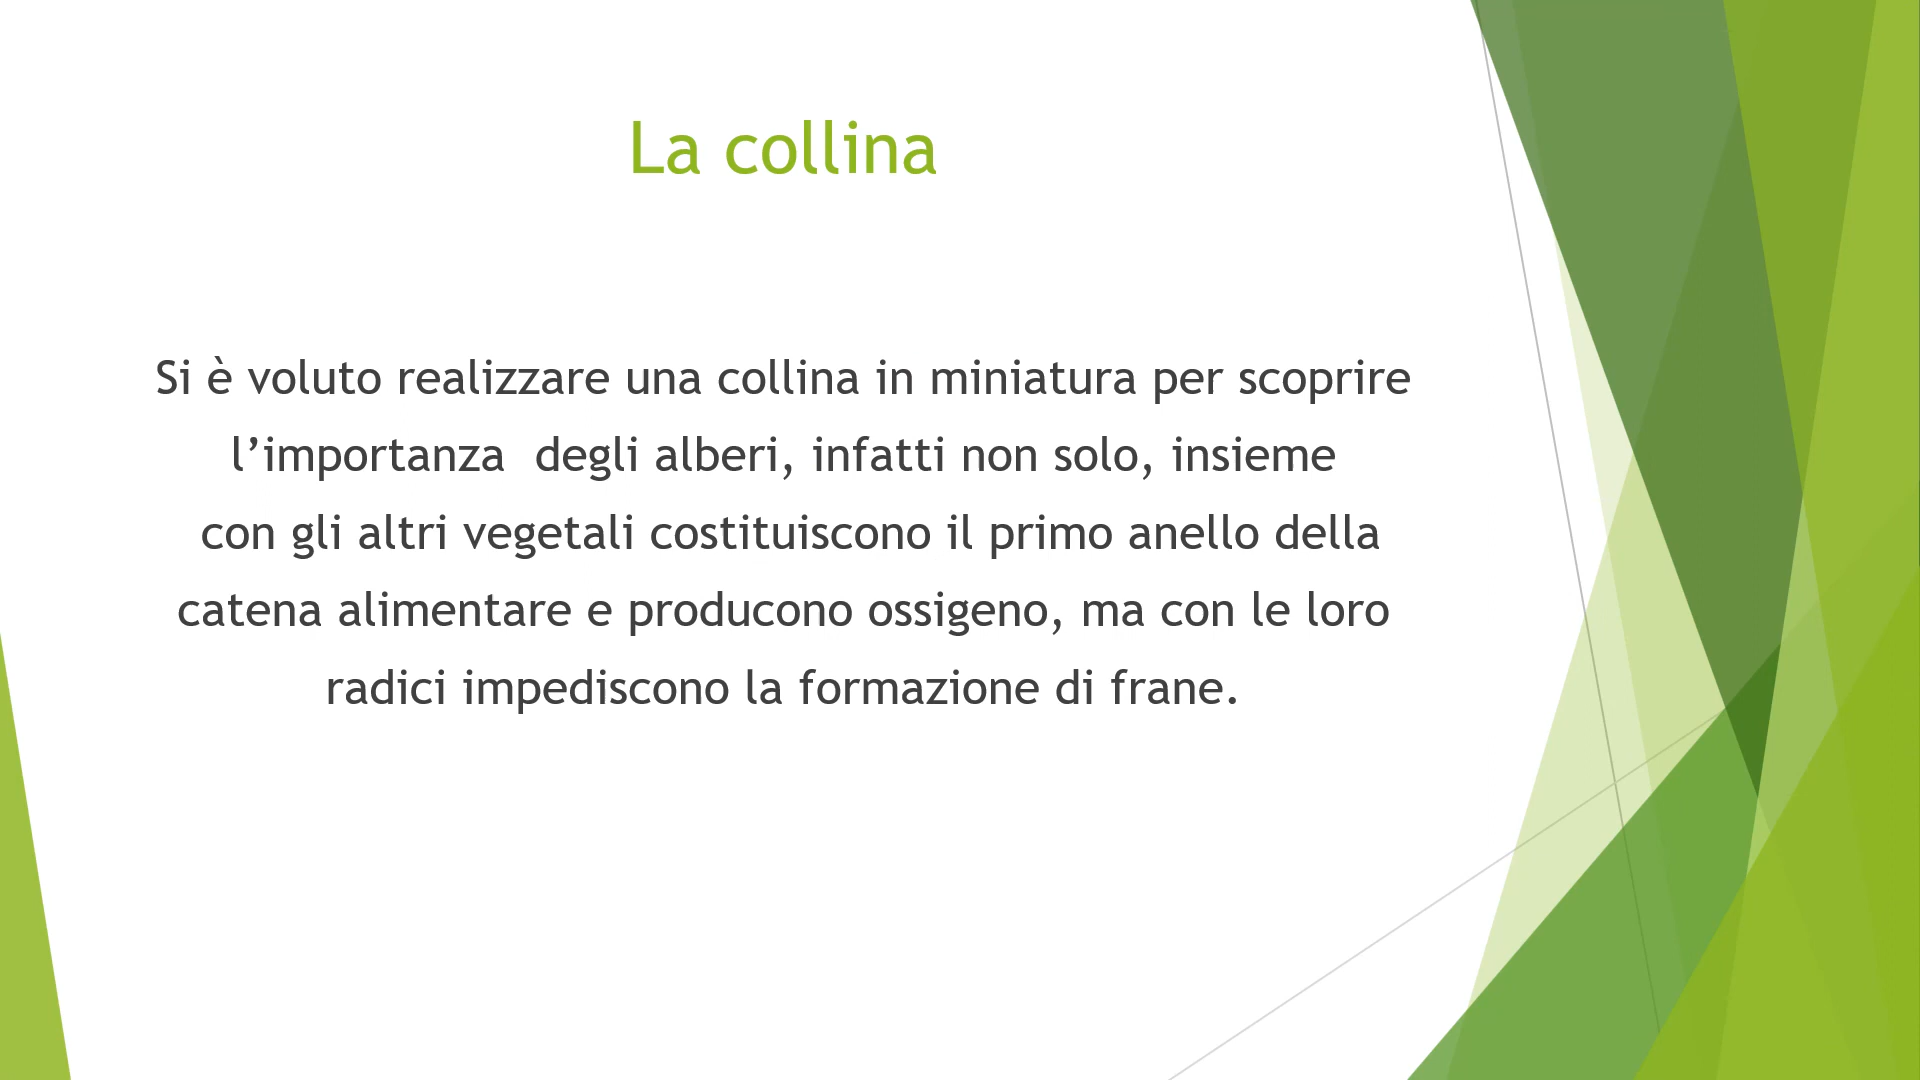 La collina
Si è voluto realizzare una collina in miniatura per scoprire
l’importanza  degli alberi, infatti non solo, insieme
con gli altri vegetali costituiscono il primo anello della
catena alimentare e producono ossigeno, ma con le loro
radici impediscono la formazione di frane.